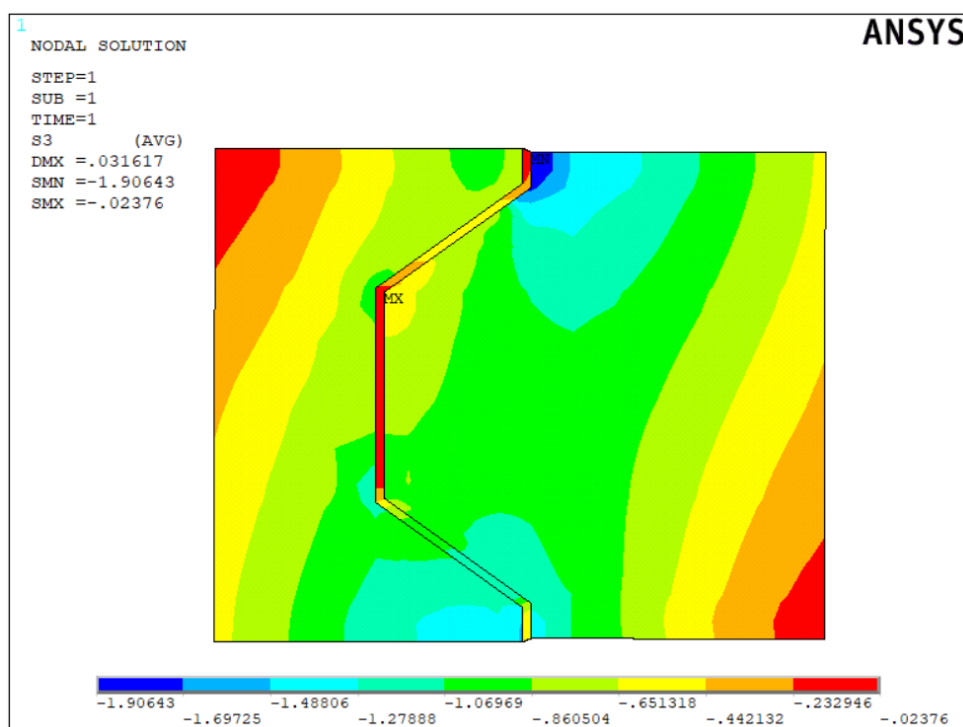 1
ANSYS
NODAL SOLUTION
STEP=1
SUB =1
TIME=1
S3 (AVG)
DMX =.031617
SMN =-1.90643
SMX =-.02376
MN
MX
-1.90643 -1.48806 -1.06969 -.651318 -.232946
-1.69725 -1.27888 -.860504 -.442132 -.02376